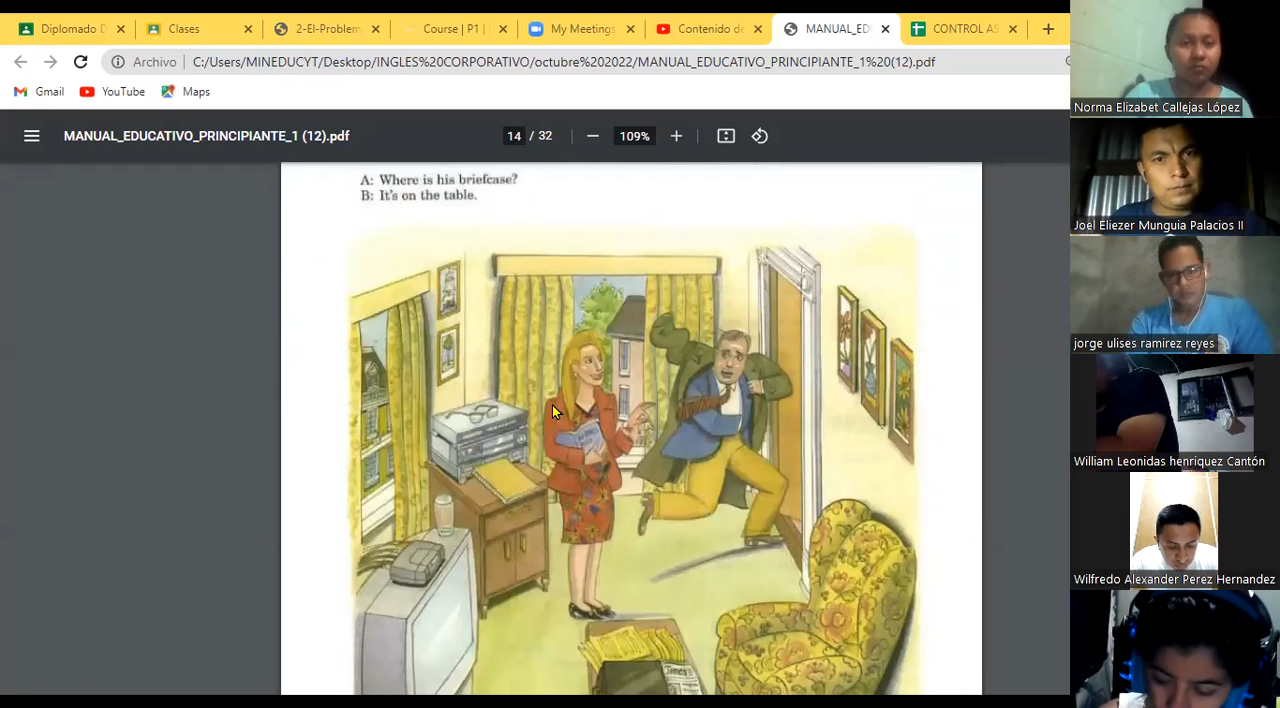 Diplomado D
Clases
2-El-Problem
Course | P1 |
My Meetings
Contenido de
MANUAL_ED
CONTROL AS
Archivo
C:/Users/MINEDUCYT/Desktop/INGLES%20CORPORATIVO/octubre%202022/MANUAL_EDUCATIVO_PRINCIPIANTE_1%20(12).pdf
Gmail
YouTube
Maps
MANUAL_EDUCATIVO_PRINCIPIANTE_1 (12).pdf
14 / 32
109%
A: Where is his briefcase?
B: It's on the table.
Times
Norma Elizabet Callejas López
Joel Eliezer Munguia Palacios II
jorge ulises ramirez reyes
William Leonidas henriquez Cantón
Wilfredo Alexander Perez Hernandez